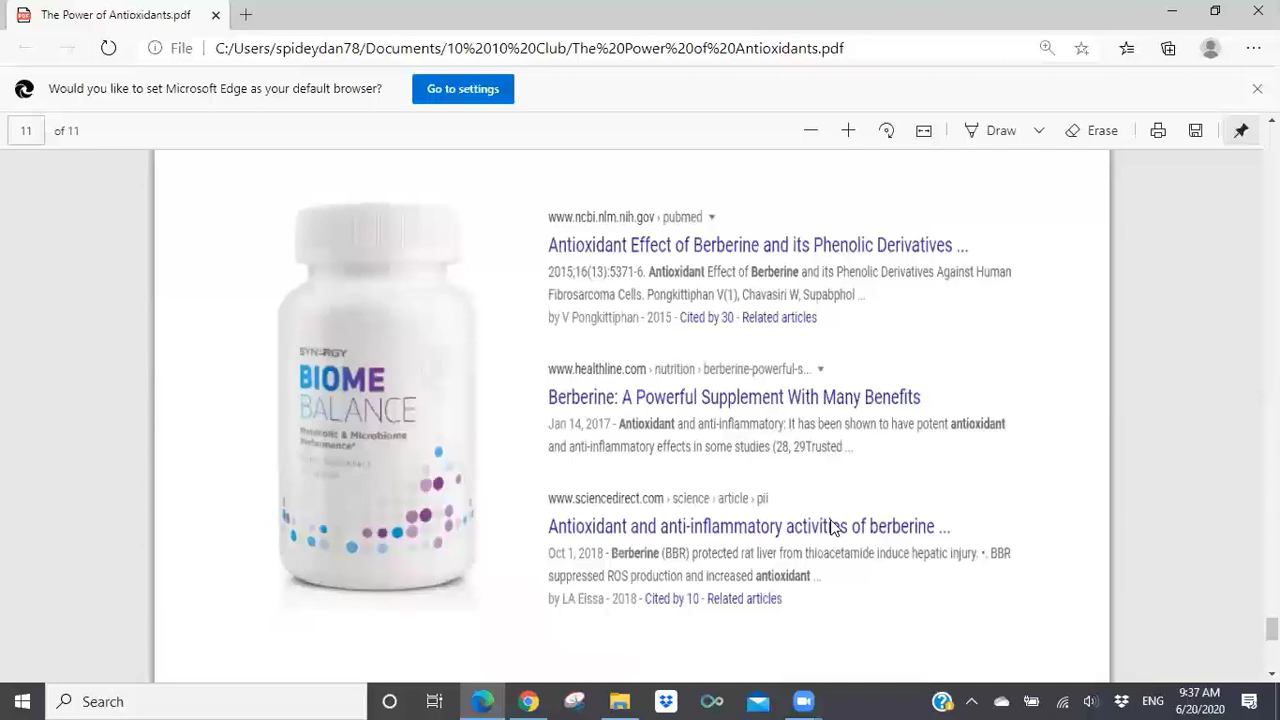 The Power of Antioxidants.pdf
File C:/Users/spideydan78/Documents/10%2010%20Club/The%20Power%20of%20Antioxidants.pdf
Would you like to set Microsoft Edge as your default browser? Go to settings
11 of 11 Draw Erase
www.ncbi.nlm.nih.gov › pubmed
Antioxidant Effect of Berberine and its Phenolic Derivatives ...
2015;16(13):5371-6. Antioxidant Effect of Berberine and its Phenolic Derivatives Against Human
Fibrosarcoma Cells. Pongkittiphan V(1), Chavasiri W, Supabphol ...
by V Pongkittiphan - 2015 - Cited by 30 - Related articles
www.healthline.com › nutrition › berberine-powerful-s...
Berberine: A Powerful Supplement With Many Benefits
Jan 14, 2017 - Antioxidant and anti-inflammatory: It has been shown to have potent antioxidant
and anti-inflammatory effects in some studies (28, 29Trusted ...
www.sciencedirect.com › science › article › pii
Antioxidant and anti-inflammatory activities of berberine ...
Oct 1, 2018 - Berberine (BBR) protected rat liver from thioacetamide induce hepatic injury. •. BBR
suppressed ROS production and increased antioxidant ...
by LA Eissa - 2018 - Cited by 10 - Related articles
SYNERGY
BIOME
BALANCE
Metabolic & Microbiome
Performance*
Search
ENG
9:37 AM
6/20/2020